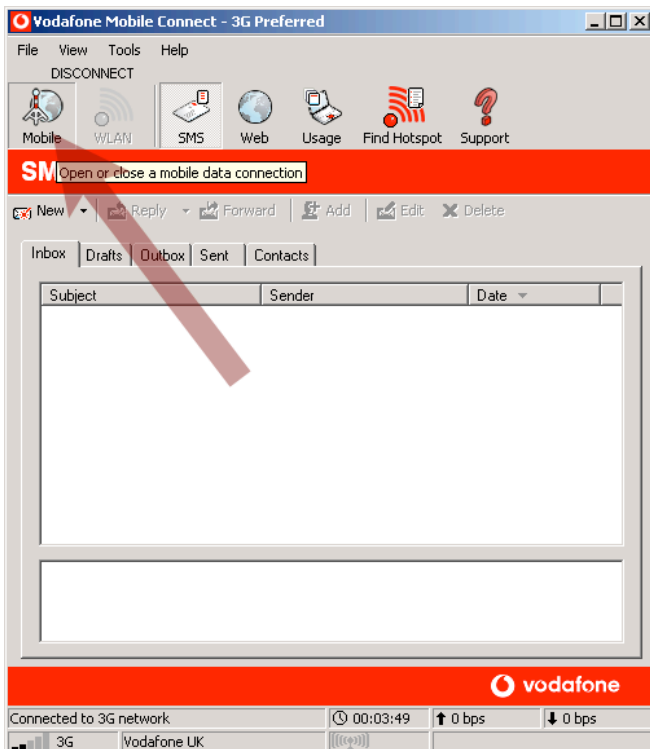 Vodafone Mobile Connect - 3G Preferred
File View Tools Help
DISCONNECT
Mobile WLAN SMS Web Usage Find Hotspot Support
SM
Open or close a mobile data connection
New Reply Forward Add Edit Delete
Inbox Drafts Outbox Sent Contacts
Subject Sender Date
vodafone
Connected to 3G network 00:03:49 0 bps 0 bps
3G Vodafone UK